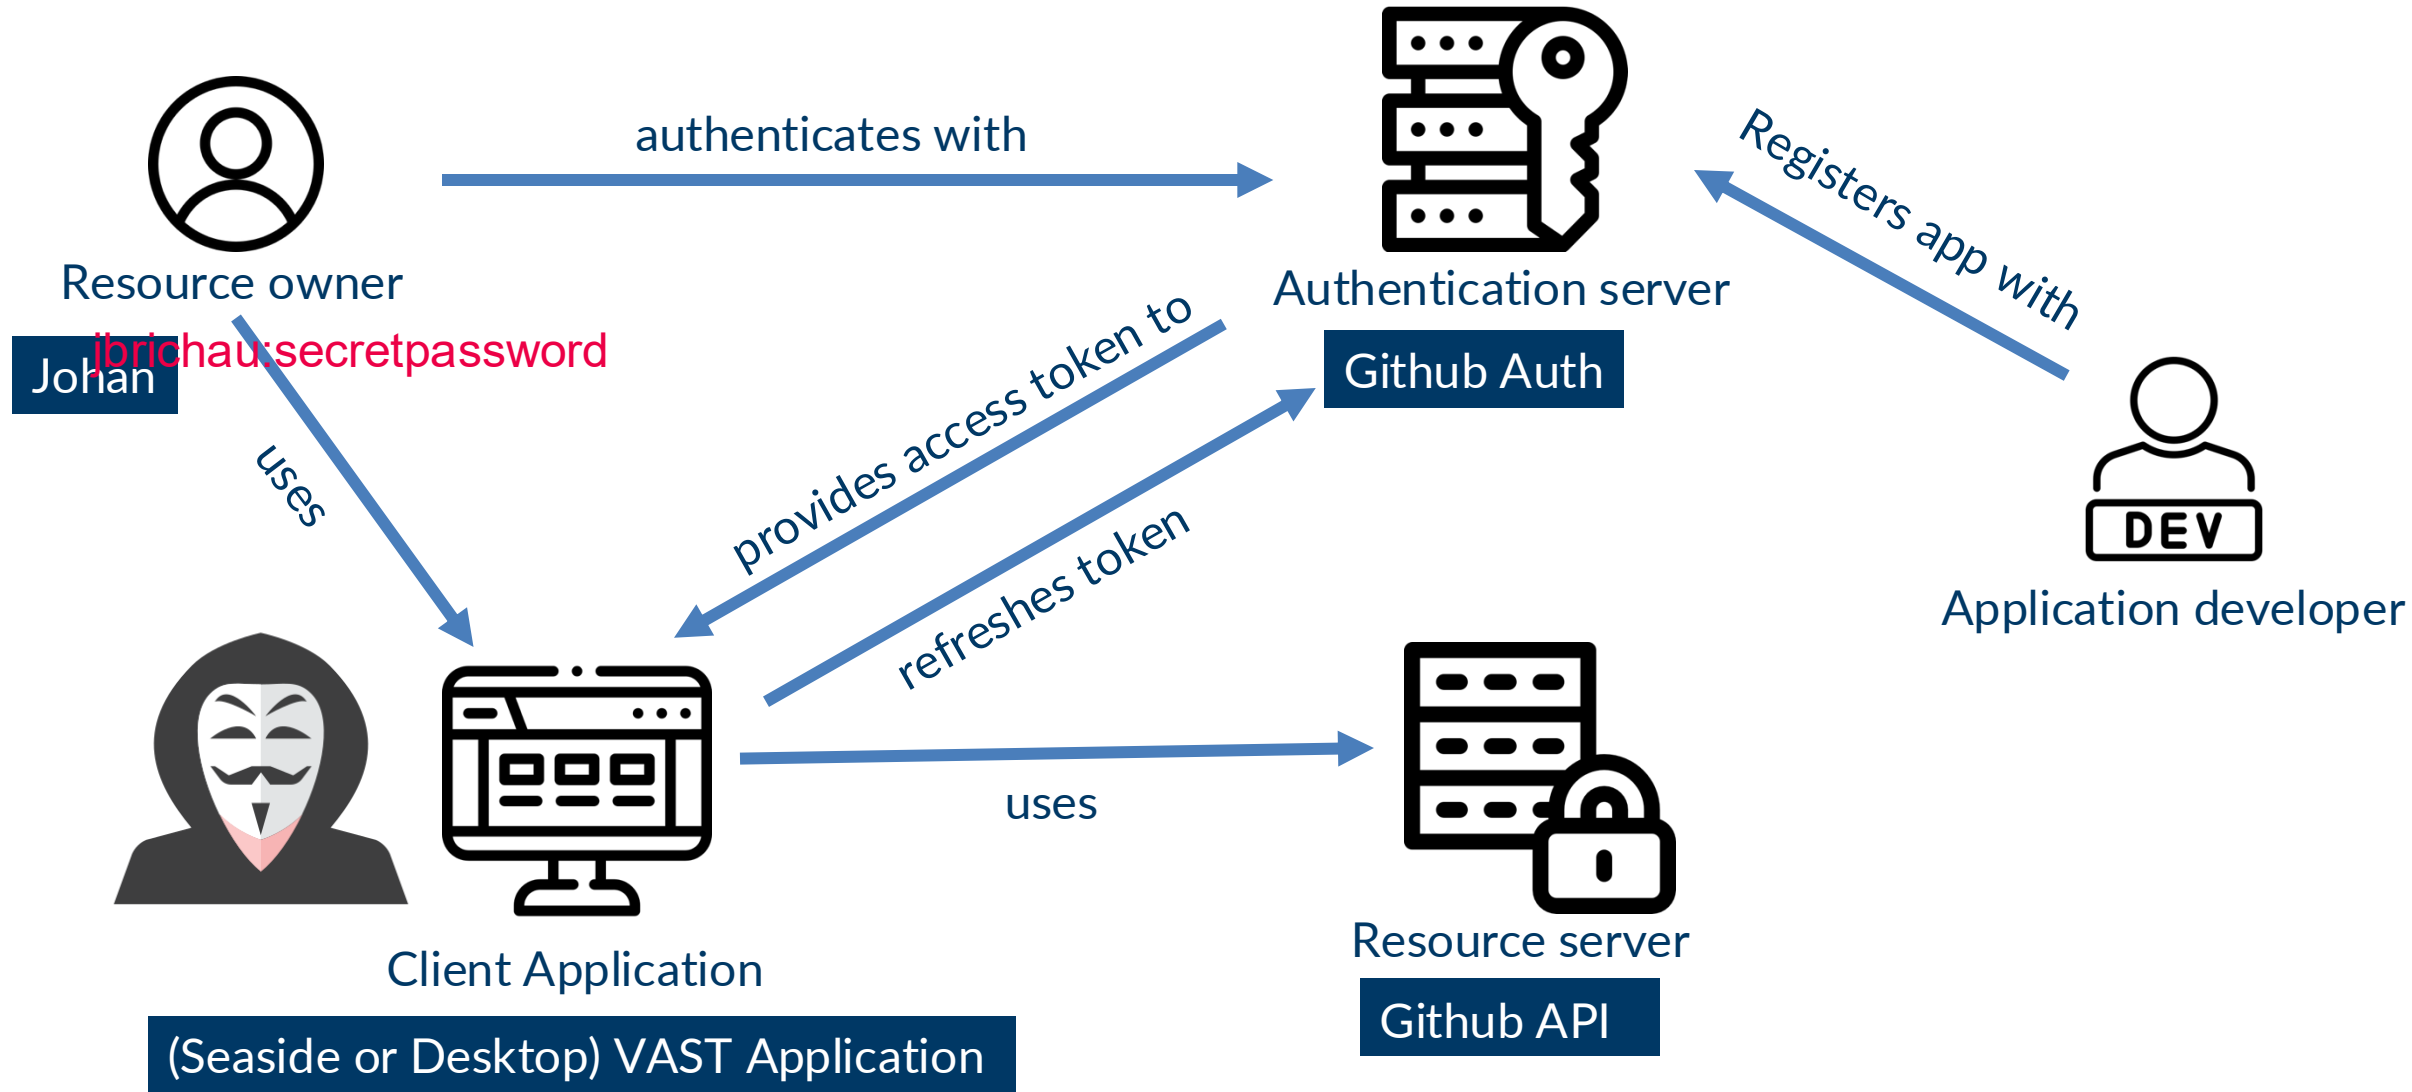 authenticates with
Registers app with
Resource owner
jbrichau:secretpassword
Johan
Authentication server
Github Auth
provides access token to
uses
refreshes token
DEV
Application developer
uses
Client Application
(Seaside or Desktop) VAST Application
Resource server
Github API